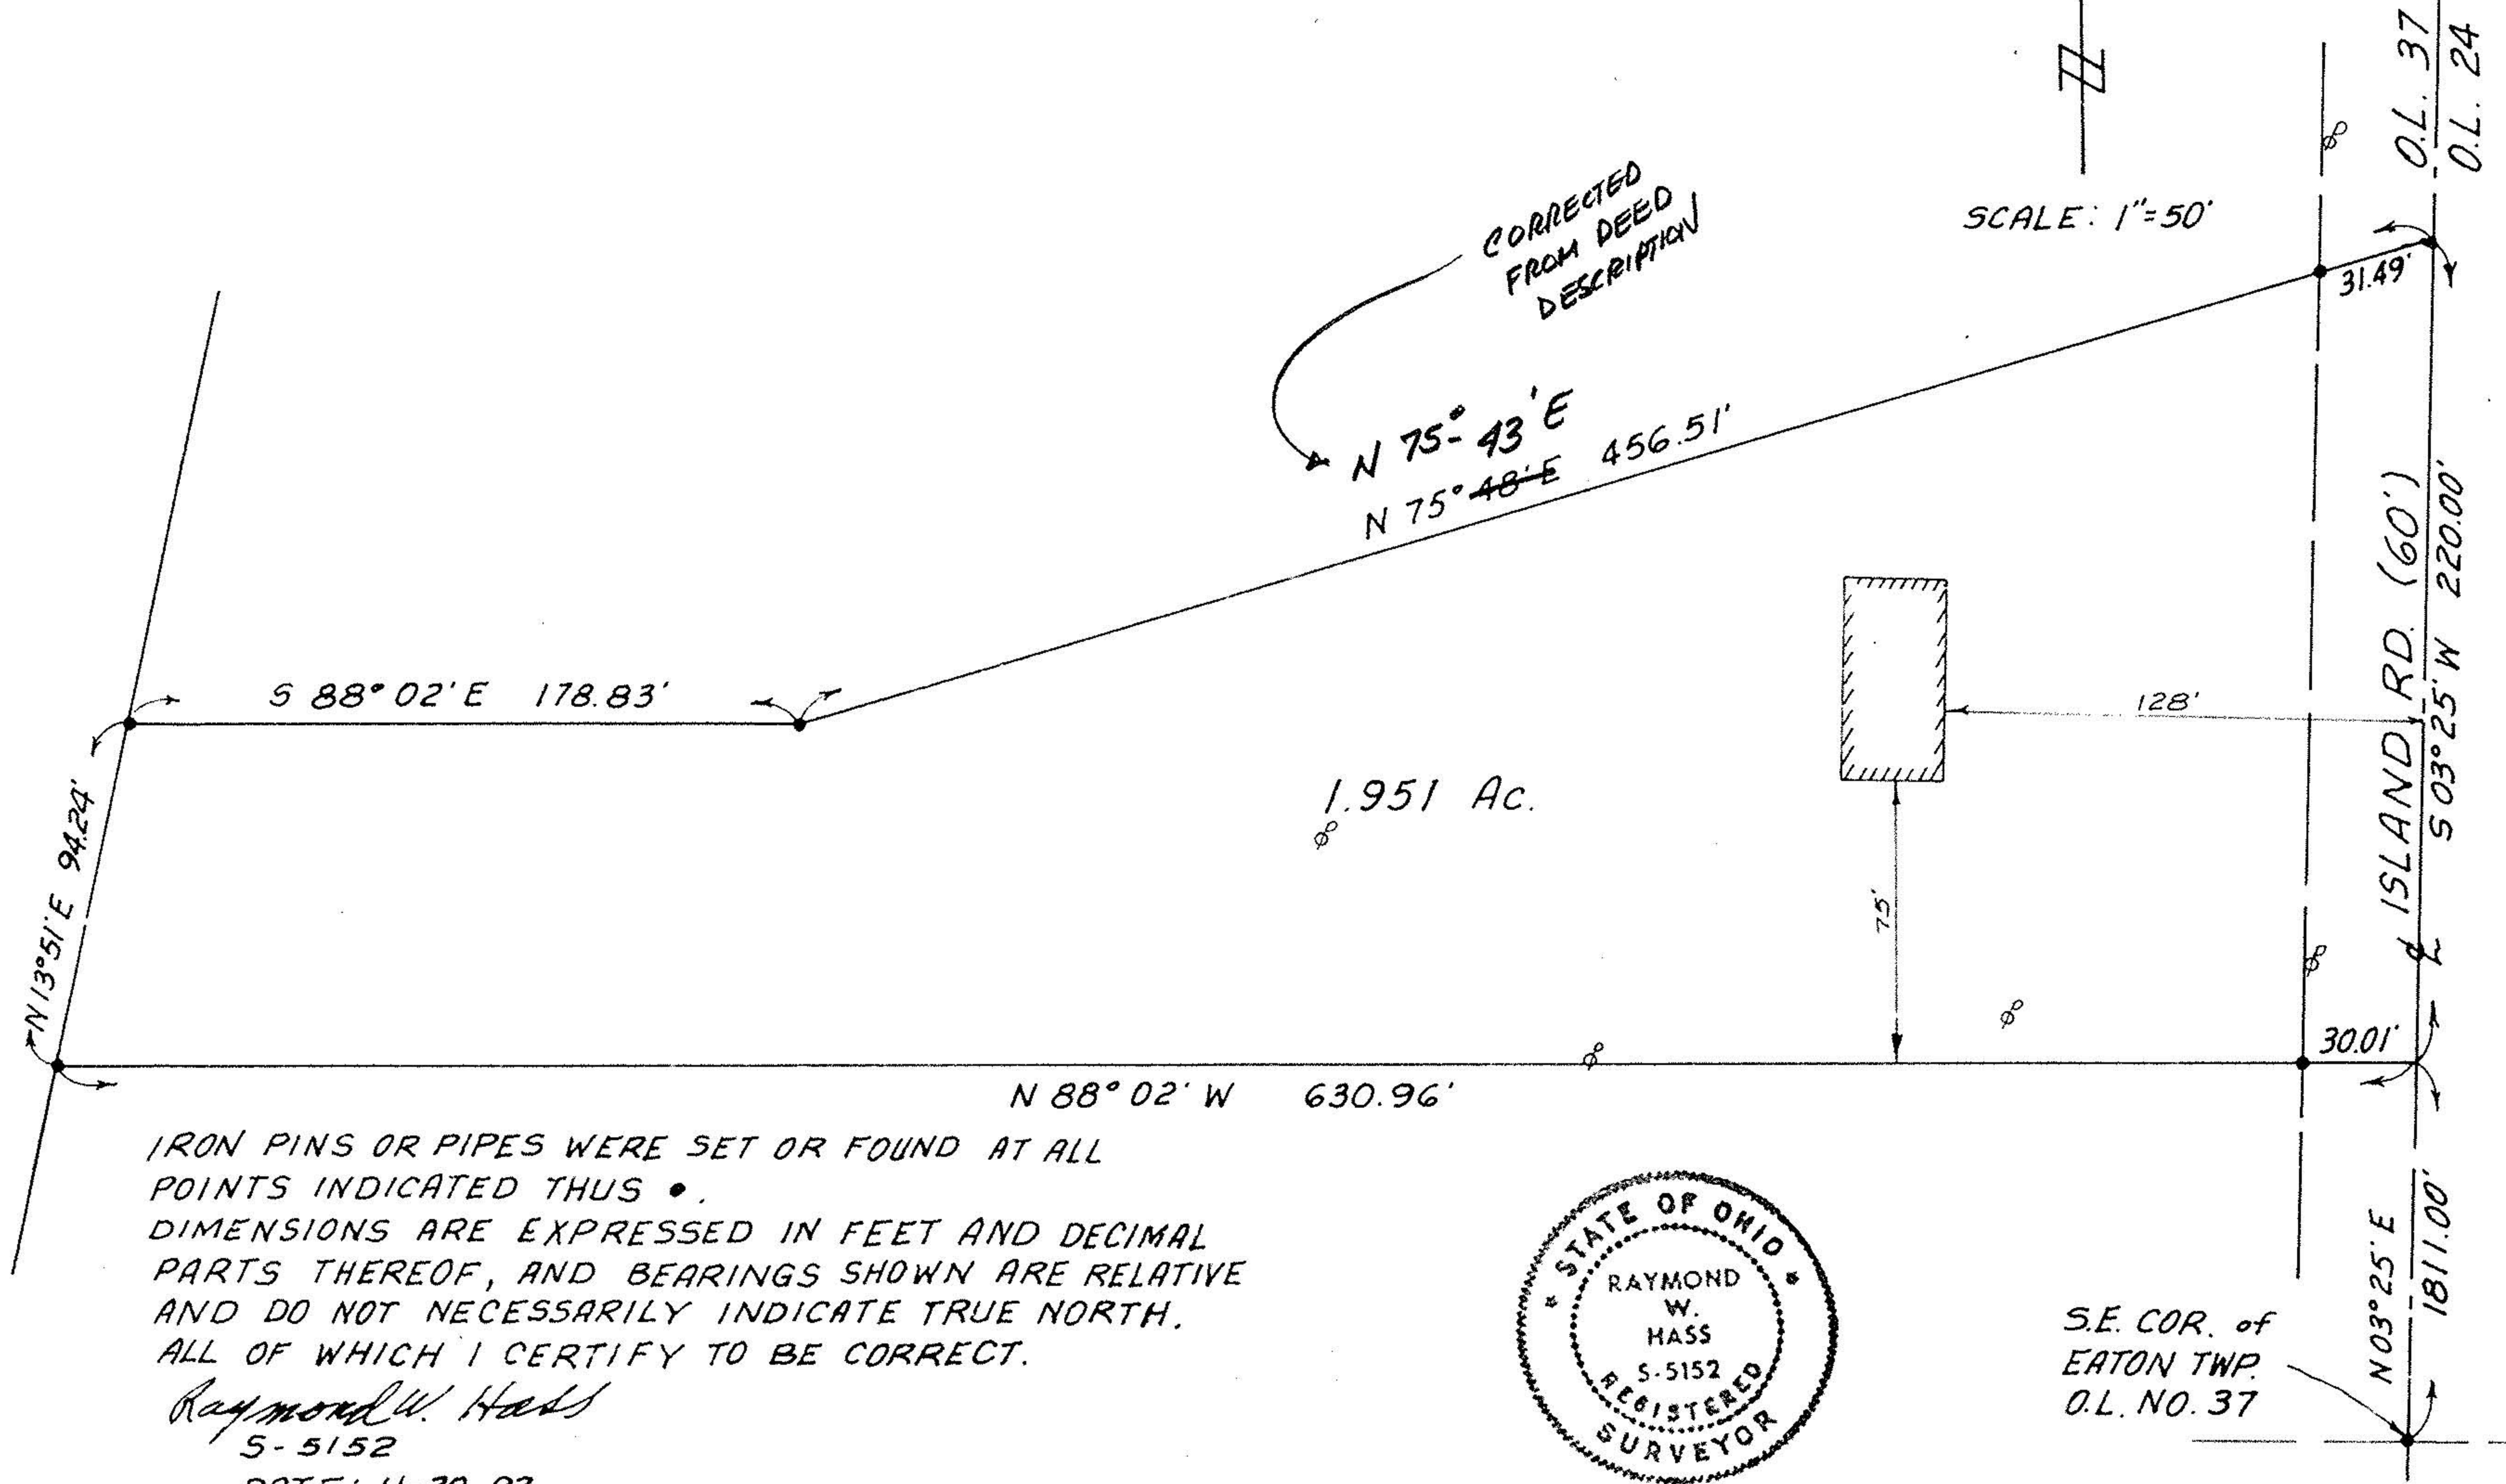 O.L. 37
O.L. 24
SCALE: 1"=50'
CORRECTED
FROM DEED
DESCRIPTION
31.49'
N 75°-43'E
N 75° 48'E 456.51'
ISLAND RD. (60')
S 03°25'W 220.00'
S 88° 02' E 178.83'
128'
1.951 Ac.
N 13°51'E 94.24'
75'
30.01'
N 88° 02' W 630.96'
IRON PINS OR PIPES WERE SET OR FOUND AT ALL
POINTS INDICATED THUS •.
DIMENSIONS ARE EXPRESSED IN FEET AND DECIMAL
PARTS THEREOF, AND BEARINGS SHOWN ARE RELATIVE
AND DO NOT NECESSARILY INDICATE TRUE NORTH.
ALL OF WHICH I CERTIFY TO BE CORRECT.
Raymond W. Hass
S-5152
STATE OF OHIO
RAYMOND
W.
HASS
S-5152
REGISTERED
SURVEYOR
N 03°25'E
1811.00'
S.E. COR. of
EATON TWP.
O.L. NO. 37